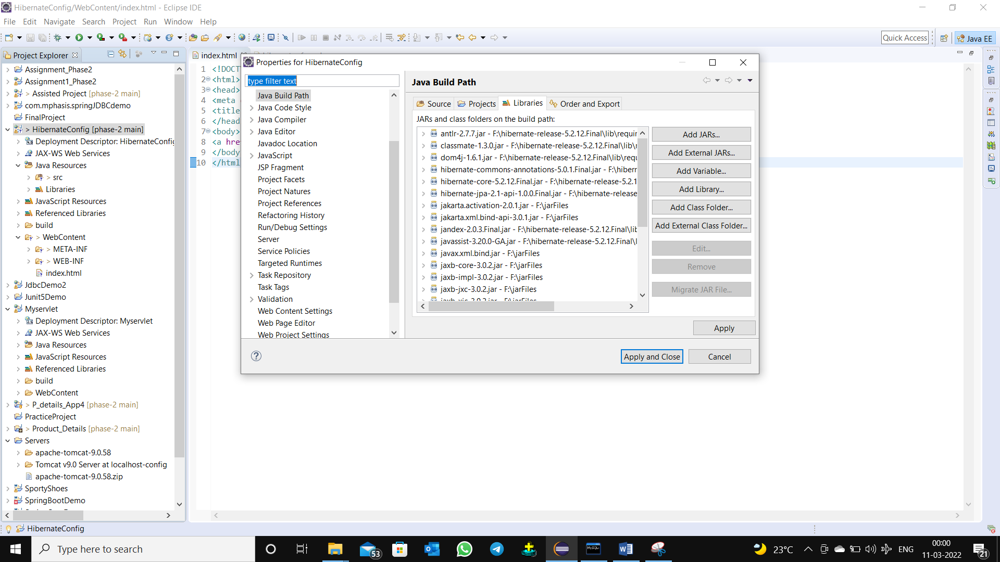 HibernateConfig/WebContent/index.html - Eclipse IDE
File Edit Navigate Search Project Run Window Help
Quick Access
Java EE
Project Explorer
Assignment_Phase2
Assignment1_Phase2
> Assisted Project [phase-2 main]
com.mphasis.springJDBCdemo
FinalProject
> HibernateConfig [phase-2 main]
Deployment Descriptor: HibernateConfig
JAX-WS Web Services
Java Resources
> src
Libraries
JavaScript Resources
Referenced Libraries
build
> WebContent
> META-INF
> WEB-INF
index.html
JdbcDemo2
Junit5Demo
Myservlet
Deployment Descriptor: Myservlet
JAX-WS Web Services
Java Resources
JavaScript Resources
Referenced Libraries
build
WebContent
> P_details_App4 [phase-2 main]
PracticeProject
> Product_Details [phase-2 main]
Servers
apache-tomcat-9.0.58
Tomcat v9.0 Server at localhost-config
apache-tomcat-9.0.58.zip
SportyShoes
SpringBootDemo
index.html
1 <!DOCT
2 <html>
3 <head>
4 <meta
5 <title
6 </head
7 <body>
8 <a hre
9 </body
10 </html
Properties for HibernateConfig
type filter text
Java Build Path
Java Code Style
Java Compiler
Java Editor
Javadoc Location
JavaScript
JSP Fragment
Project Facets
Project Natures
Project References
Refactoring History
Run/Debug Settings
Server
Service Policies
Targeted Runtimes
Task Repository
Task Tags
Validation
Web Content Settings
Web Page Editor
Web Project Settings
Java Build Path
Source Projects Libraries Order and Export
JARs and class folders on the build path:
antlr-2.7.7.jar - F:\hibernate-release-5.2.12.Final\lib\requir
classmate-1.3.0.jar - F:\hibernate-release-5.2.12.Final\lib\
dom4j-1.6.1.jar - F:\hibernate-release-5.2.12.Final\lib\requ
hibernate-commons-annotations-5.0.1.Final.jar - F:\hibern
hibernate-core-5.2.12.Final.jar - F:\hibernate-release-5.2.1
hibernate-jpa-2.1-api-1.0.0.Final.jar - F:\hibernate-release
jakarta.activation-2.0.1.jar - F:\jarFiles
jakarta.xml.bind-api-3.0.1.jar - F:\jarFiles
jandex-2.0.3.Final.jar - F:\hibernate-release-5.2.12.Final\lib
javassist-3.20.0-GA.jar - F:\hibernate-release-5.2.12.Final\l
javax.xml.bind.jar - F:\jarFiles
jaxb-core-3.0.2.jar - F:\jarFiles
jaxb-impl-3.0.2.jar - F:\jarFiles
jaxb-jxc-3.0.2.jar - F:\jarFiles
jaxb-xjc-3.0.2.jar - F:\jarFiles
Add JARs...
Add External JARs...
Add Variable...
Add Library...
Add Class Folder...
Add External Class Folder...
Edit...
Remove
Migrate JAR File...
Apply
Apply and Close
Cancel
HibernateConfig
Type here to search
53
MySQL
23°C
ENG
00:00
11-03-2022
21